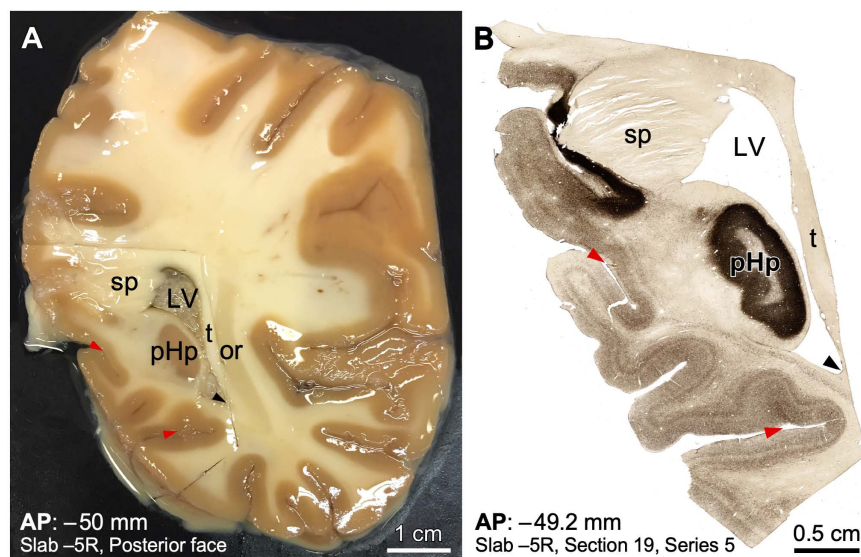 A
sp
LV
t
or
pHp
AP: –50 mm
Slab –5R, Posterior face
1 cm
B
sp
LV
t
pHp
AP: –49.2 mm
Slab –5R, Section 19, Series 5
0.5 cm